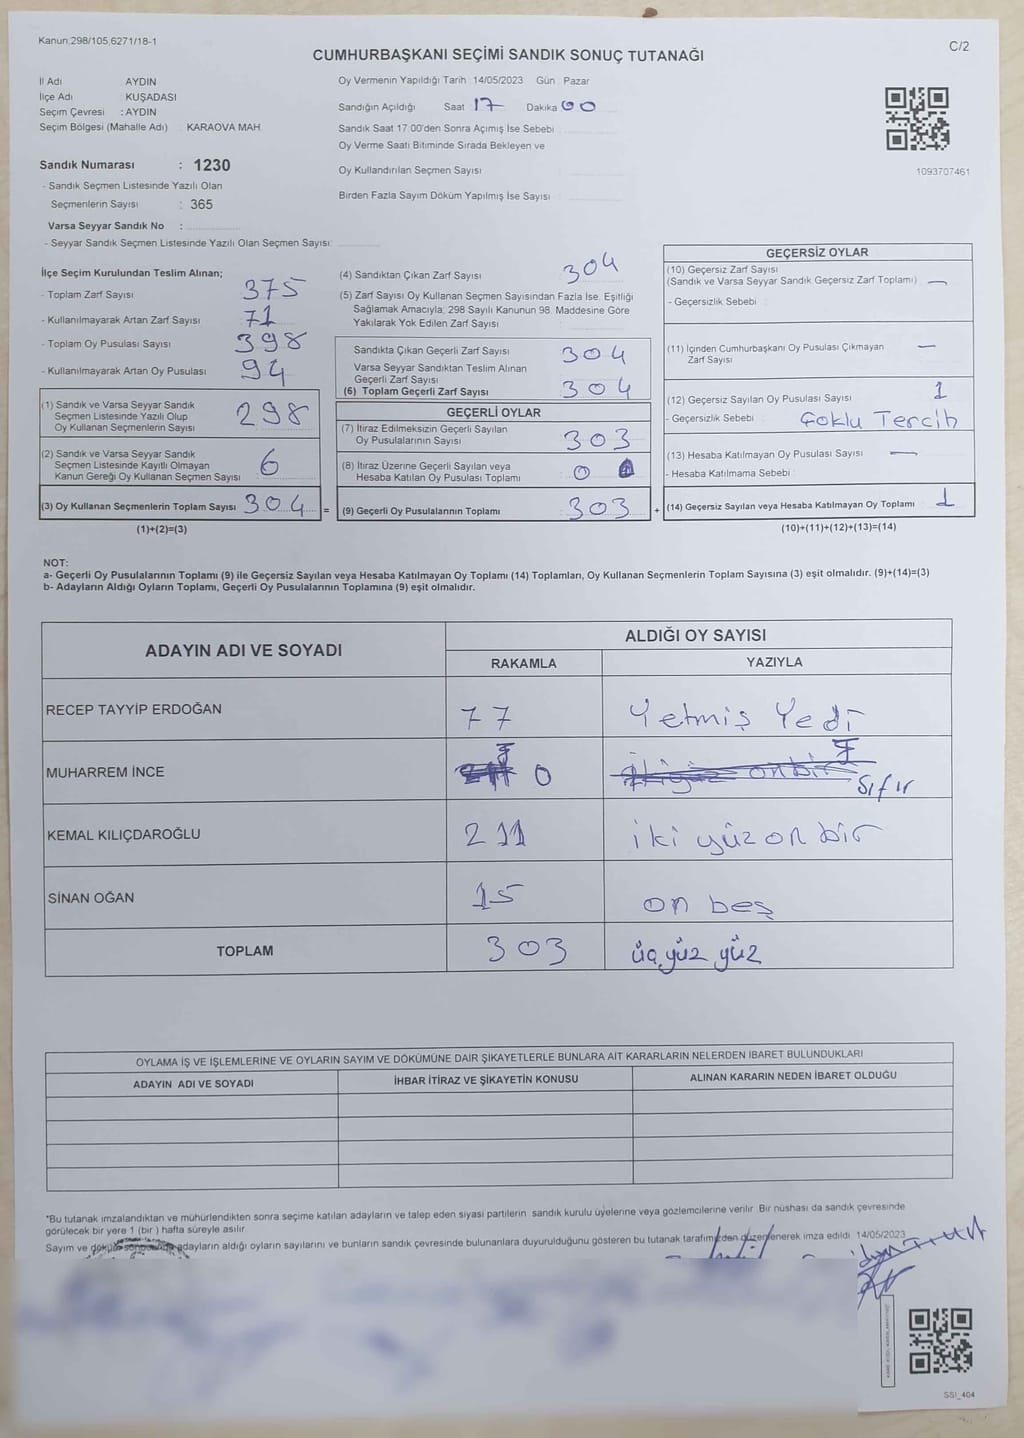 Kanun;298/105;6271/18-1
C/2
CUMHURBAŞKANI SEÇİMİ SANDIK SONUÇ TUTANAĞI
İl Adı AYDIN
İlçe Adı KUŞADASI
Seçim Çevresi : AYDIN
Seçim Bölgesi (Mahalle Adı) KARAOVA MAH.
Oy Vermenin Yapıldığı Tarih 14/05/2023 Gün Pazar
Sandığın Açıldığı Saat 17 Dakika 00
Sandık Saat 17:00'den Sonra Açımış İse Sebebi
Oy Verme Saati Bitiminde Sırada Bekleyen ve
Oy Kullandırılan Seçmen Sayısı
Birden Fazla Sayım Döküm Yapılmış İse Sayısı
1093707461
Sandık Numarası : 1230
- Sandık Seçmen Listesinde Yazılı Olan
Seçmenlerin Sayısı : 365
Varsa Seyyar Sandık No :
- Seyyar Sandık Seçmen Listesinde Yazılı Olan Seçmen Sayısı:
İlçe Seçim Kurulundan Teslim Alınan;
- Toplam Zarf Sayısı 375
- Kullanılmayarak Artan Zarf Sayısı 71
- Toplam Oy Pusulası Sayısı 398
- Kullanılmayarak Artan Oy Pusulası 94
(1) Sandık ve Varsa Seyyar Sandık
Seçmen Listesinde Yazılı Olup
Oy Kullanan Seçmenlerin Sayısı 298
(2) Sandık ve Varsa Seyyar Sandık
Seçmen Listesinde Kayıtlı Olmayan
Kanun Gereği Oy Kullanan Seçmen Sayısı 6
(3) Oy Kullanan Seçmenlerin Toplam Sayısı 304 =
(1)+(2)=(3)
(4) Sandıktan Çıkan Zarf Sayısı 304
(5) Zarf Sayısı Oy Kullanan Seçmen Sayısından Fazla İse, Eşitliği
Sağlamak Amacıyla; 298 Sayılı Kanunun 98. Maddesine Göre
Yakılarak Yok Edilen Zarf Sayısı
Sandıkta Çıkan Geçerli Zarf Sayısı 304
Varsa Seyyar Sandıktan Teslim Alınan
Geçerli Zarf Sayısı
(6) Toplam Geçerli Zarf Sayısı 304
GEÇERLİ OYLAR
(7) İtiraz Edilmeksizin Geçerli Sayılan
Oy Pusulalarının Sayısı 303
(8) İtiraz Üzerine Geçerli Sayılan veya
Hesaba Katılan Oy Pusulası Toplamı 0
(9) Geçerli Oy Pusulalarının Toplamı 303 +
GEÇERSİZ OYLAR
(10) Geçersiz Zarf Sayısı
(Sandık ve Varsa Seyyar Sandık Geçersiz Zarf Toplamı) —
- Geçersizlik Sebebi
(11) İçinden Cumhurbaşkanı Oy Pusulası Çıkmayan —
Zarf Sayısı
(12) Geçersiz Sayılan Oy Pusulası Sayısı 1
- Geçersizlik Sebebi Çoklu Tercih
(13) Hesaba Katılmayan Oy Pusulası Sayısı —
- Hesaba Katılmama Sebebi
(14) Geçersiz Sayılan veya Hesaba Katılmayan Oy Toplamı 1
(10)+(11)+(12)+(13)=(14)
NOT:
a- Geçerli Oy Pusulalarının Toplamı (9) ile Geçersiz Sayılan veya Hesaba Katılmayan Oy Toplamı (14) Toplamları, Oy Kullanan Seçmenlerin Toplam Sayısına (3) eşit olmalıdır. (9)+(14)=(3)
b- Adayların Aldığı Oyların Toplamı, Geçerli Oy Pusulalarının Toplamına (9) eşit olmalıdır.
ADAYIN ADI VE SOYADI ALDIĞI OY SAYISI
RAKAMLA YAZIYLA
RECEP TAYYİP ERDOĞAN 77 Yetmiş Yedi
MUHARREM İNCE 0 Sıfır
KEMAL KILIÇDAROĞLU 211 iki yüz on bir
SİNAN OĞAN 15 on beş
TOPLAM 303 üçyüz yüz
OYLAMA İŞ VE İŞLEMLERİNE VE OYLARIN SAYIM VE DÖKÜMÜNE DAİR ŞİKAYETLERLE BUNLARA AİT KARARLARIN NELERDEN İBARET BULUNDUKLARI
ADAYIN ADI VE SOYADI İHBAR İTİRAZ VE ŞİKAYETİN KONUSU ALINAN KARARIN NEDEN İBARET OLDUĞU
*Bu tutanak imzalandıktan ve mühürlendikten sonra seçime katılan adayların ve talep eden siyasi partilerin sandık kurulu üyelerine veya gözlemcilerine verilir. Bir nüshası da sandık çevresinde
görülecek bir yere 1 (bir) hafta süreyle asılır.
Sayım ve döküm sonucunda adayların aldığı oyların sayılarını ve bunların sandık çevresinde bulunanlara duyurulduğunu gösteren bu tutanak tarafımızdan düzenlenerek imza edildi. 14/05/2023
SSI_404